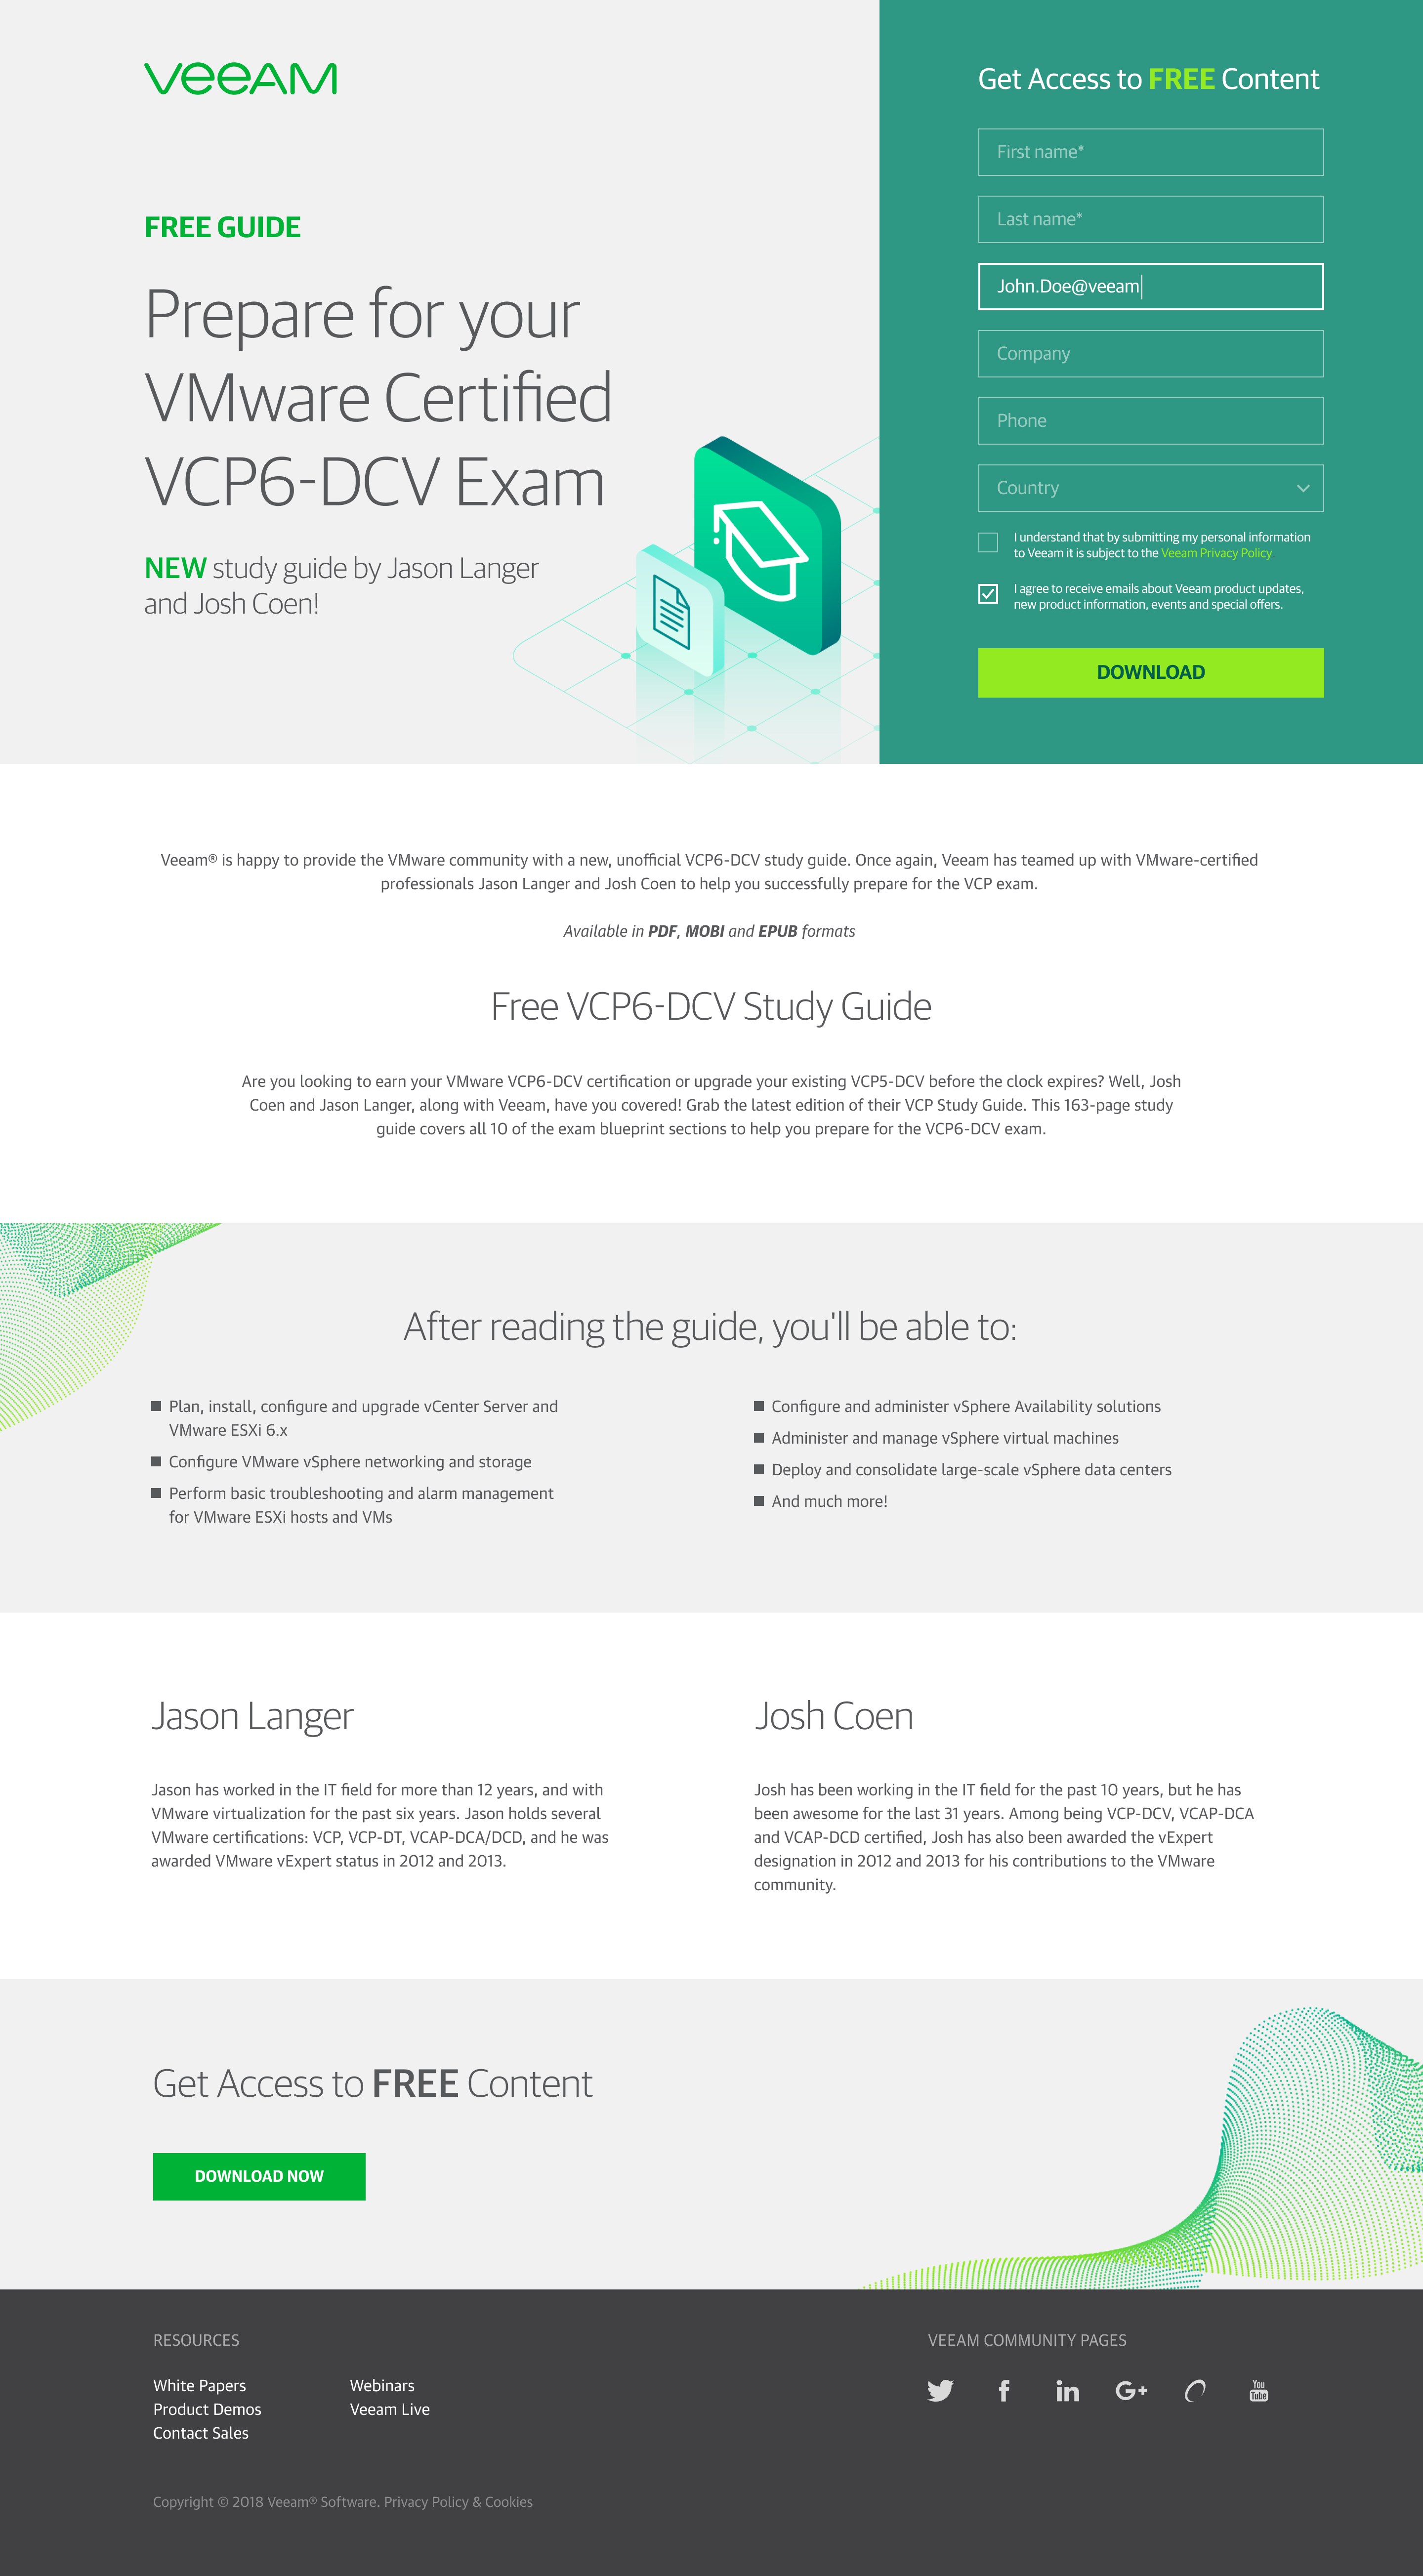 veeAM
FREE GUIDE
Prepare for your
VMware Certified
VCP6-DCV Exam
NEW study guide by Jason Langer
and Josh Coen!
Get Access to FREE Content
First name*
Last name*
John.Doe@veeam
Company
Phone
Country
I understand that by submitting my personal information
to Veeam it is subject to the Veeam Privacy Policy
I agree to receive emails about Veeam product updates,
new product information, events and special offers.
DOWNLOAD
Veeam® is happy to provide the VMware community with a new, unofficial VCP6-DCV study guide. Once again, Veeam has teamed up with VMware-certified
professionals Jason Langer and Josh Coen to help you successfully prepare for the VCP exam.
Available in PDF, MOBI and EPUB formats
Free VCP6-DCV Study Guide
Are you looking to earn your VMware VCP6-DCV certification or upgrade your existing VCP5-DCV before the clock expires? Well, Josh
Coen and Jason Langer, along with Veeam, have you covered! Grab the latest edition of their VCP Study Guide. This 163-page study
guide covers all 10 of the exam blueprint sections to help you prepare for the VCP6-DCV exam.
After reading the guide, you'll be able to:
Plan, install, configure and upgrade vCenter Server and
VMware ESXi 6.x
Configure VMware vSphere networking and storage
Perform basic troubleshooting and alarm management
for VMware ESXi hosts and VMs
Configure and administer vSphere Availability solutions
Administer and manage vSphere virtual machines
Deploy and consolidate large-scale vSphere data centers
And much more!
Jason Langer
Jason has worked in the IT field for more than 12 years, and with
VMware virtualization for the past six years. Jason holds several
VMware certifications: VCP, VCP-DT, VCAP-DCA/DCD, and he was
awarded VMware vExpert status in 2012 and 2013.
Josh Coen
Josh has been working in the IT field for the past 10 years, but he has
been awesome for the last 31 years. Among being VCP-DCV, VCAP-DCA
and VCAP-DCD certified, Josh has also been awarded the vExpert
designation in 2012 and 2013 for his contributions to the VMware
community.
Get Access to FREE Content
DOWNLOAD NOW
RESOURCES
White Papers
Product Demos
Contact Sales
Webinars
Veeam Live
VEEAM COMMUNITY PAGES
f
in
G+
You
Tube
Copyright © 2018 Veeam® Software. Privacy Policy & Cookies